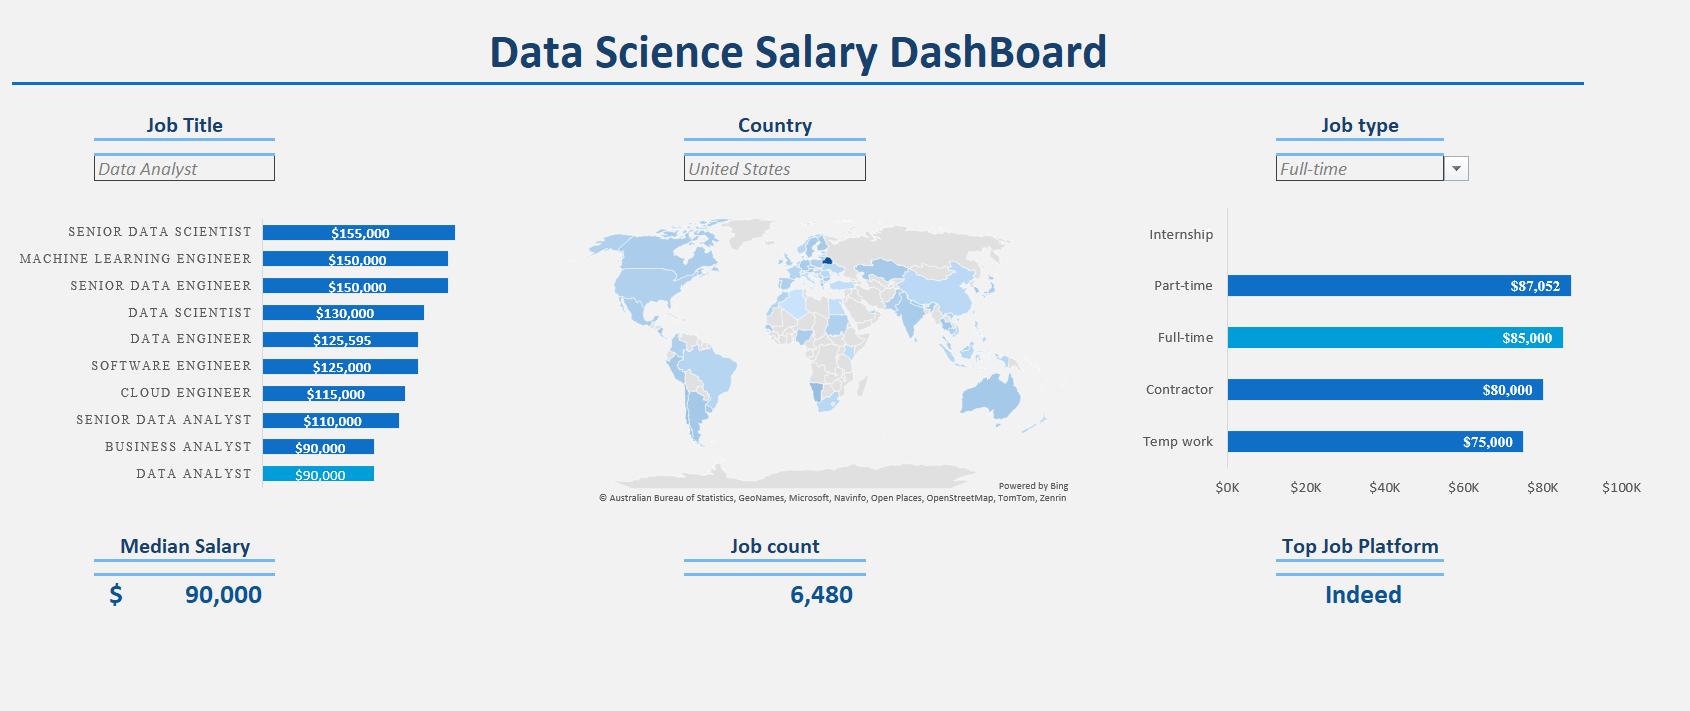 Data Science Salary DashBoard
Job Title
Data Analyst
Country
United States
Job type
Full-time
SENIOR DATA SCIENTIST $155,000
MACHINE LEARNING ENGINEER $150,000
SENIOR DATA ENGINEER $150,000
DATA SCIENTIST $130,000
DATA ENGINEER $125,595
SOFTWARE ENGINEER $125,000
CLOUD ENGINEER $115,000
SENIOR DATA ANALYST $110,000
BUSINESS ANALYST $90,000
DATA ANALYST $90,000
Powered by Bing
© Australian Bureau of Statistics, GeoNames, Microsoft, Navinfo, Open Places, OpenStreetMap, TomTom, Zenrin
Internship
Part-time $87,052
Full-time $85,000
Contractor $80,000
Temp work $75,000
$0K $20K $40K $60K $80K $100K
Median Salary
$ 90,000
Job count
6,480
Top Job Platform
Indeed